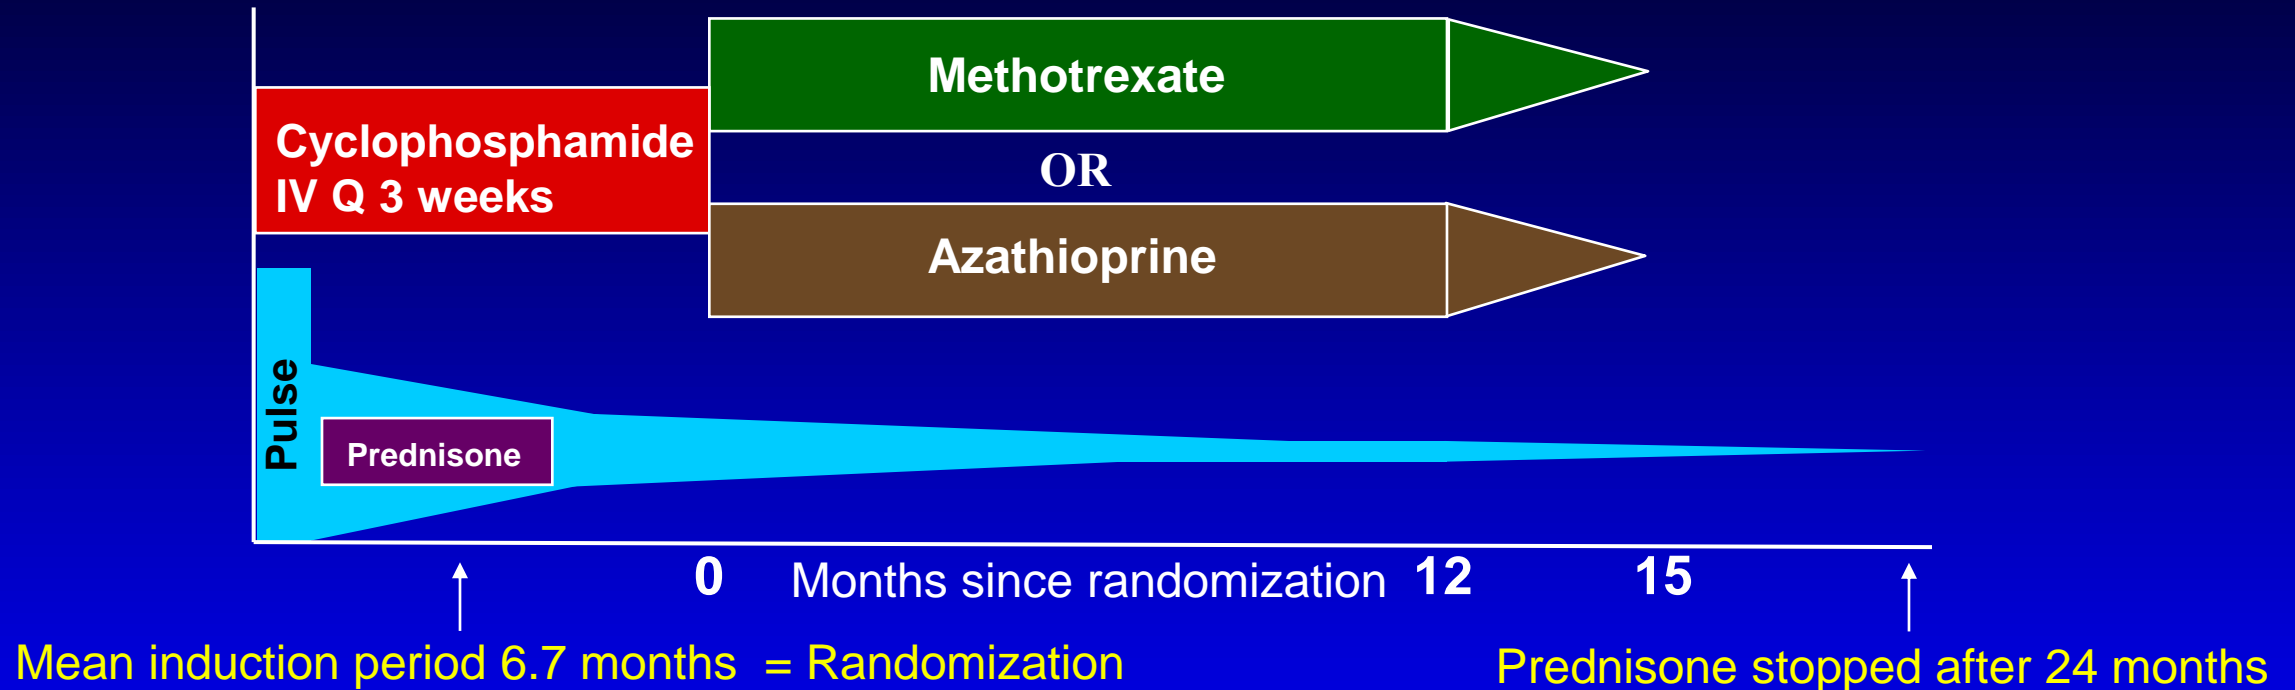 Methotrexate
Cyclophosphamide
IV Q 3 weeks
OR
Azathioprine
Pulse
Prednisone
0 Months since randomization 12 15
Mean induction period 6.7 months = Randomization
Prednisone stopped after 24 months